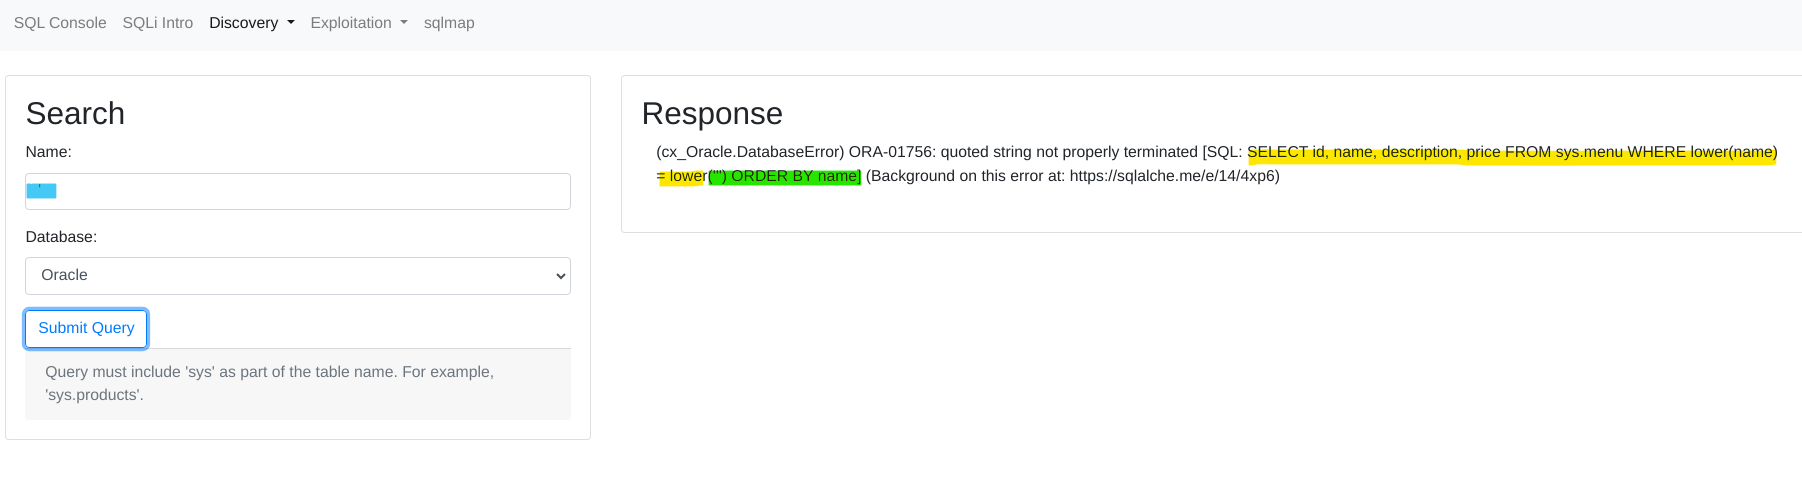 SQL Console SQLi Intro Discovery Exploitation sqlmap
Search
Name:
'
Database:
Oracle
Submit Query
Query must include 'sys' as part of the table name. For example,
'sys.products'.
Response
(cx_Oracle.DatabaseError) ORA-01756: quoted string not properly terminated [SQL: SELECT id, name, description, price FROM sys.menu WHERE lower(name)
= lower(''') ORDER BY name] (Background on this error at: https://sqlalche.me/e/14/4xp6)